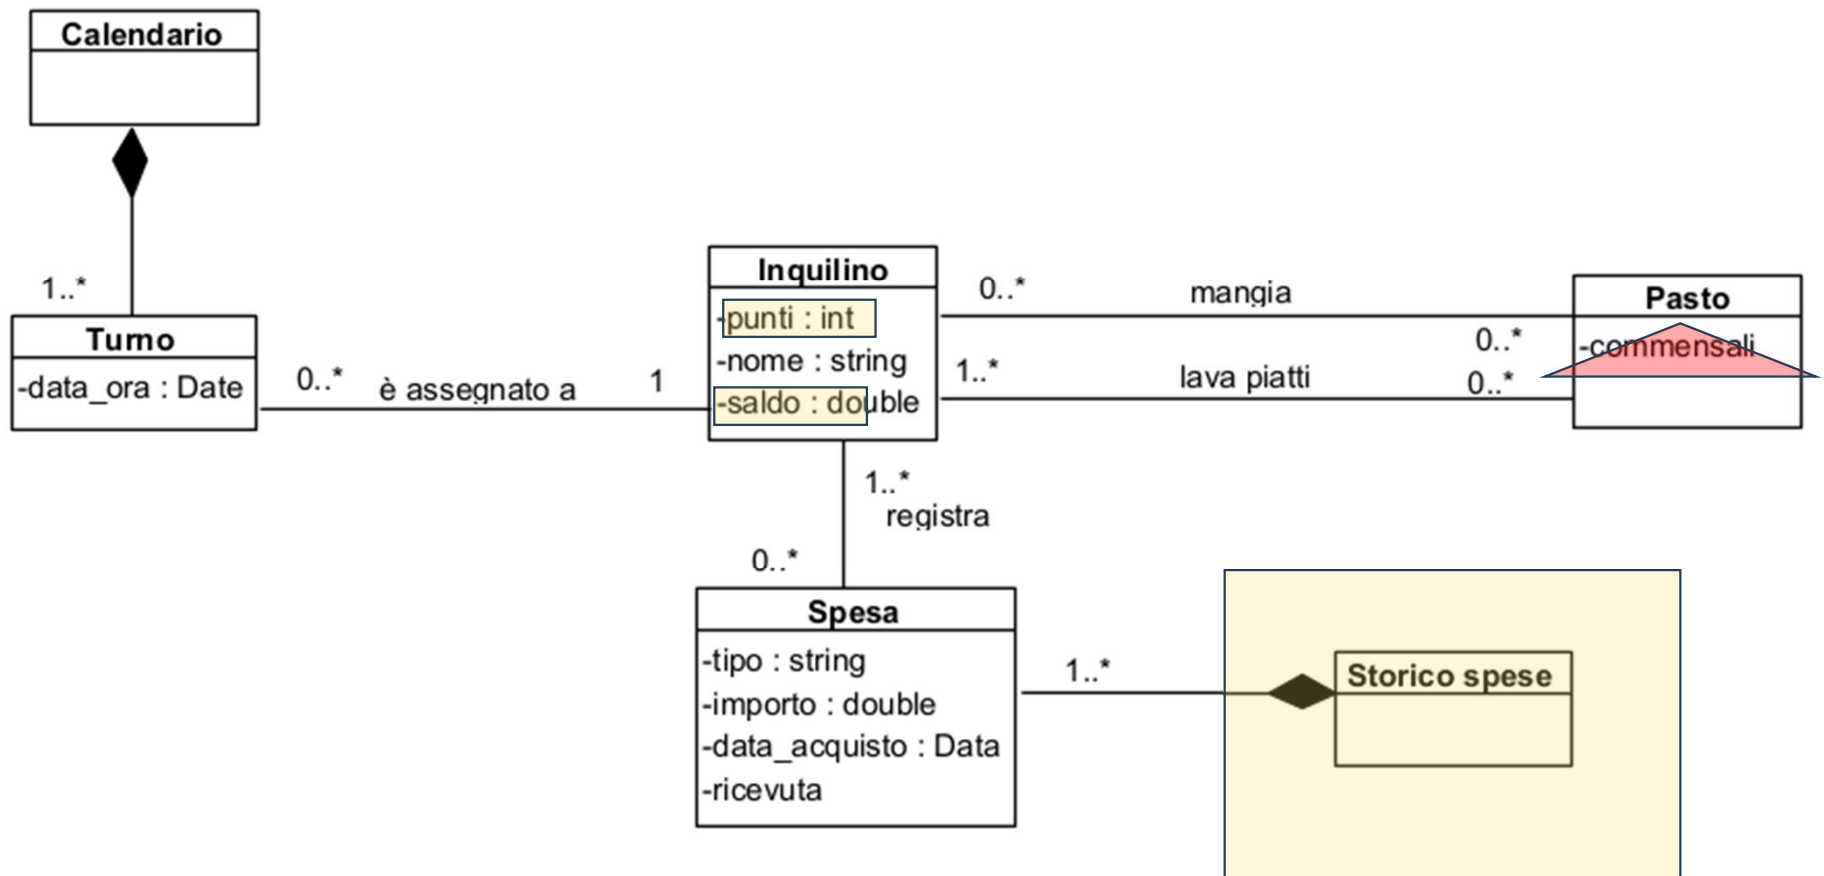 Calendario
1..*
Turno
-data_ora : Date
0..*
è assegnato a
1
Inquilino
-punti : int
-nome : string
-saldo : double
0..*
mangia
0..*
1..*
lava piatti
0..*
Pasto
-commensali
1..*
registra
0..*
Spesa
-tipo : string
-importo : double
-data_acquisto : Data
-ricevuta
1..*
Storico spese